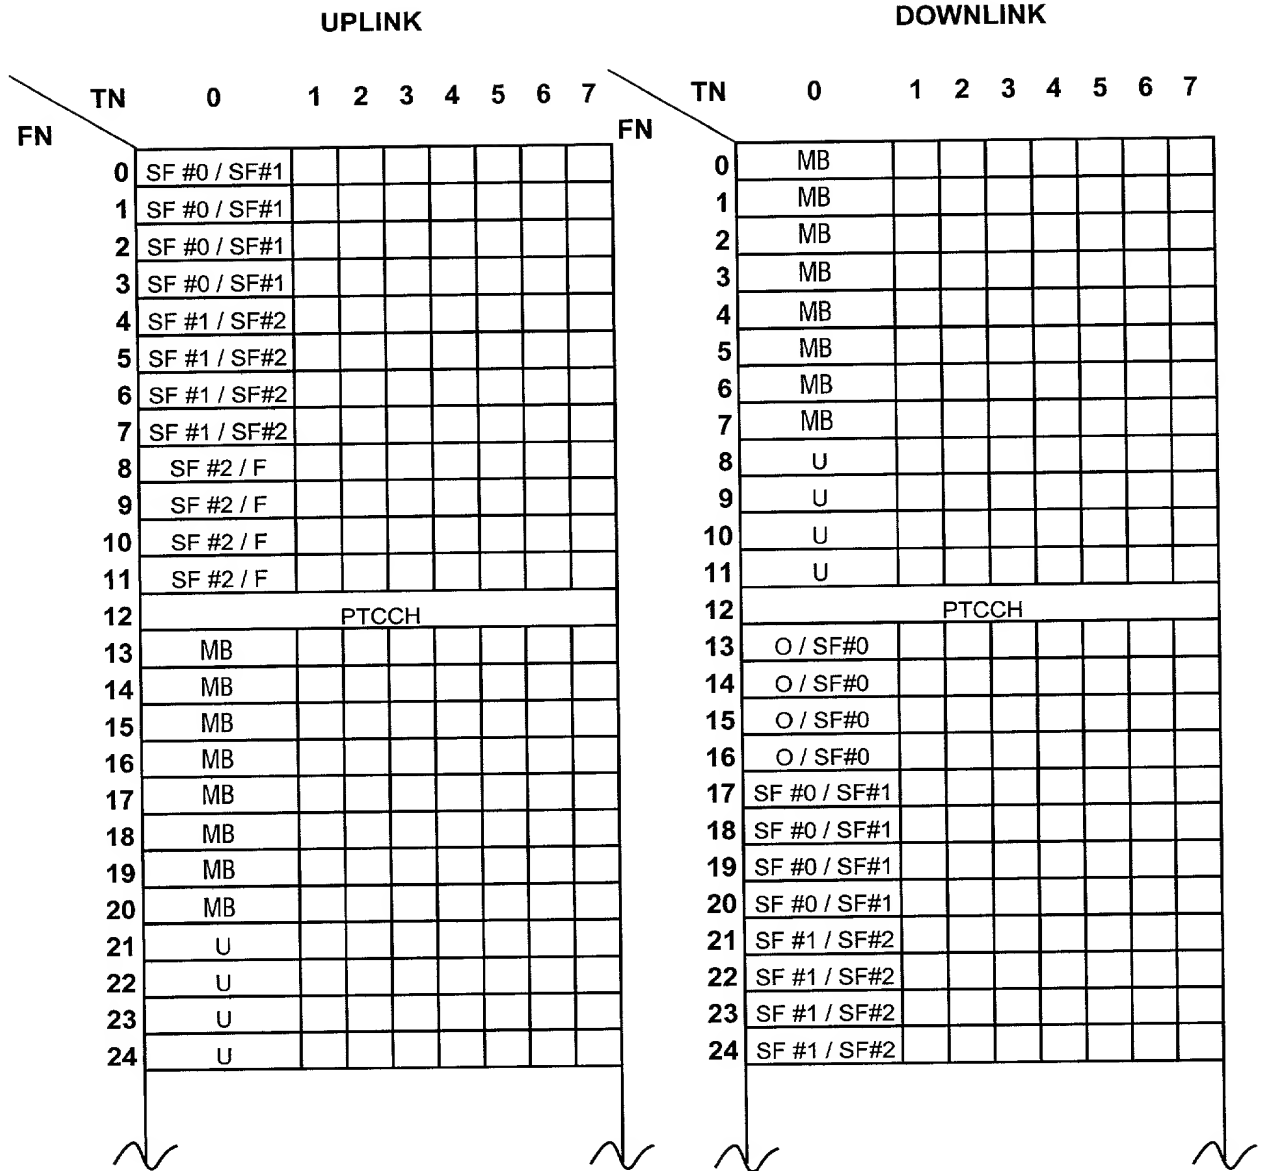 UPLINK
TN 0 1 2 3 4 5 6 7
FN
0 SF #0 / SF#1
1 SF #0 / SF#1
2 SF #0 / SF#1
3 SF #0 / SF#1
4 SF #1 / SF#2
5 SF #1 / SF#2
6 SF #1 / SF#2
7 SF #1 / SF#2
8 SF #2 / F
9 SF #2 / F
10 SF #2 / F
11 SF #2 / F
12 PTCCH
13 MB
14 MB
15 MB
16 MB
17 MB
18 MB
19 MB
20 MB
21 U
22 U
23 U
24 U
DOWNLINK
TN 0 1 2 3 4 5 6 7
FN
0 MB
1 MB
2 MB
3 MB
4 MB
5 MB
6 MB
7 MB
8 U
9 U
10 U
11 U
12 PTCCH
13 O / SF#0
14 O / SF#0
15 O / SF#0
16 O / SF#0
17 SF #0 / SF#1
18 SF #0 / SF#1
19 SF #0 / SF#1
20 SF #0 / SF#1
21 SF #1 / SF#2
22 SF #1 / SF#2
23 SF #1 / SF#2
24 SF #1 / SF#2